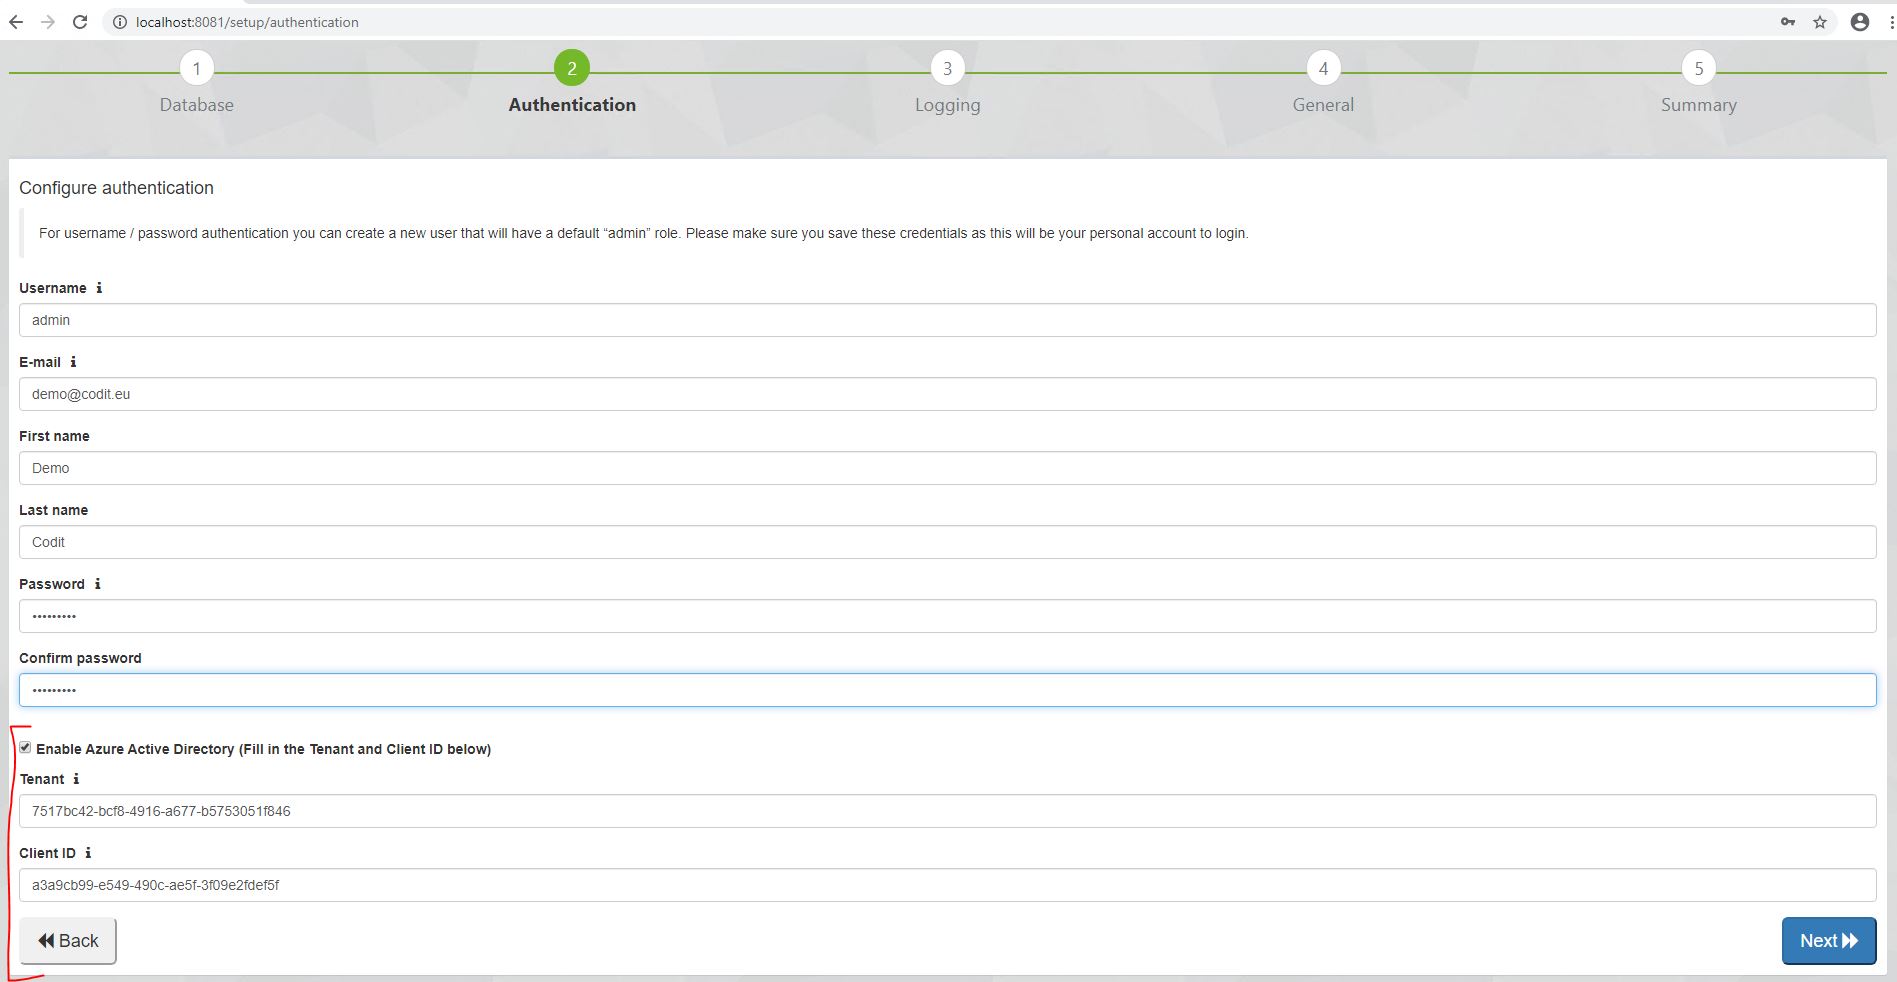 localhost:8081/setup/authentication
1 2 3 4 5
Database Authentication Logging General Summary
Configure authentication
For username / password authentication you can create a new user that will have a default “admin” role. Please make sure you save these credentials as this will be your personal account to login.
Username
admin
E-mail
demo@codit.eu
First name
Demo
Last name
Codit
Password
•••••••••
Confirm password
•••••••••
Enable Azure Active Directory (Fill in the Tenant and Client ID below)
Tenant
7517bc42-bcf8-4916-a677-b5753051f846
Client ID
a3a9cb99-e549-490c-ae5f-3f09e2fdef5f
Back Next